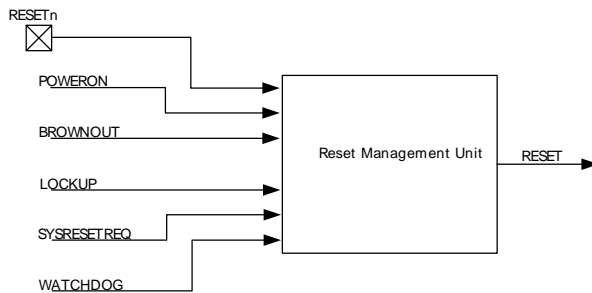 RESETn
POWERON
BROWNOUT
LOCKUP
SYSRESETREQ
WATCHDOG
Reset Management Unit
RESET